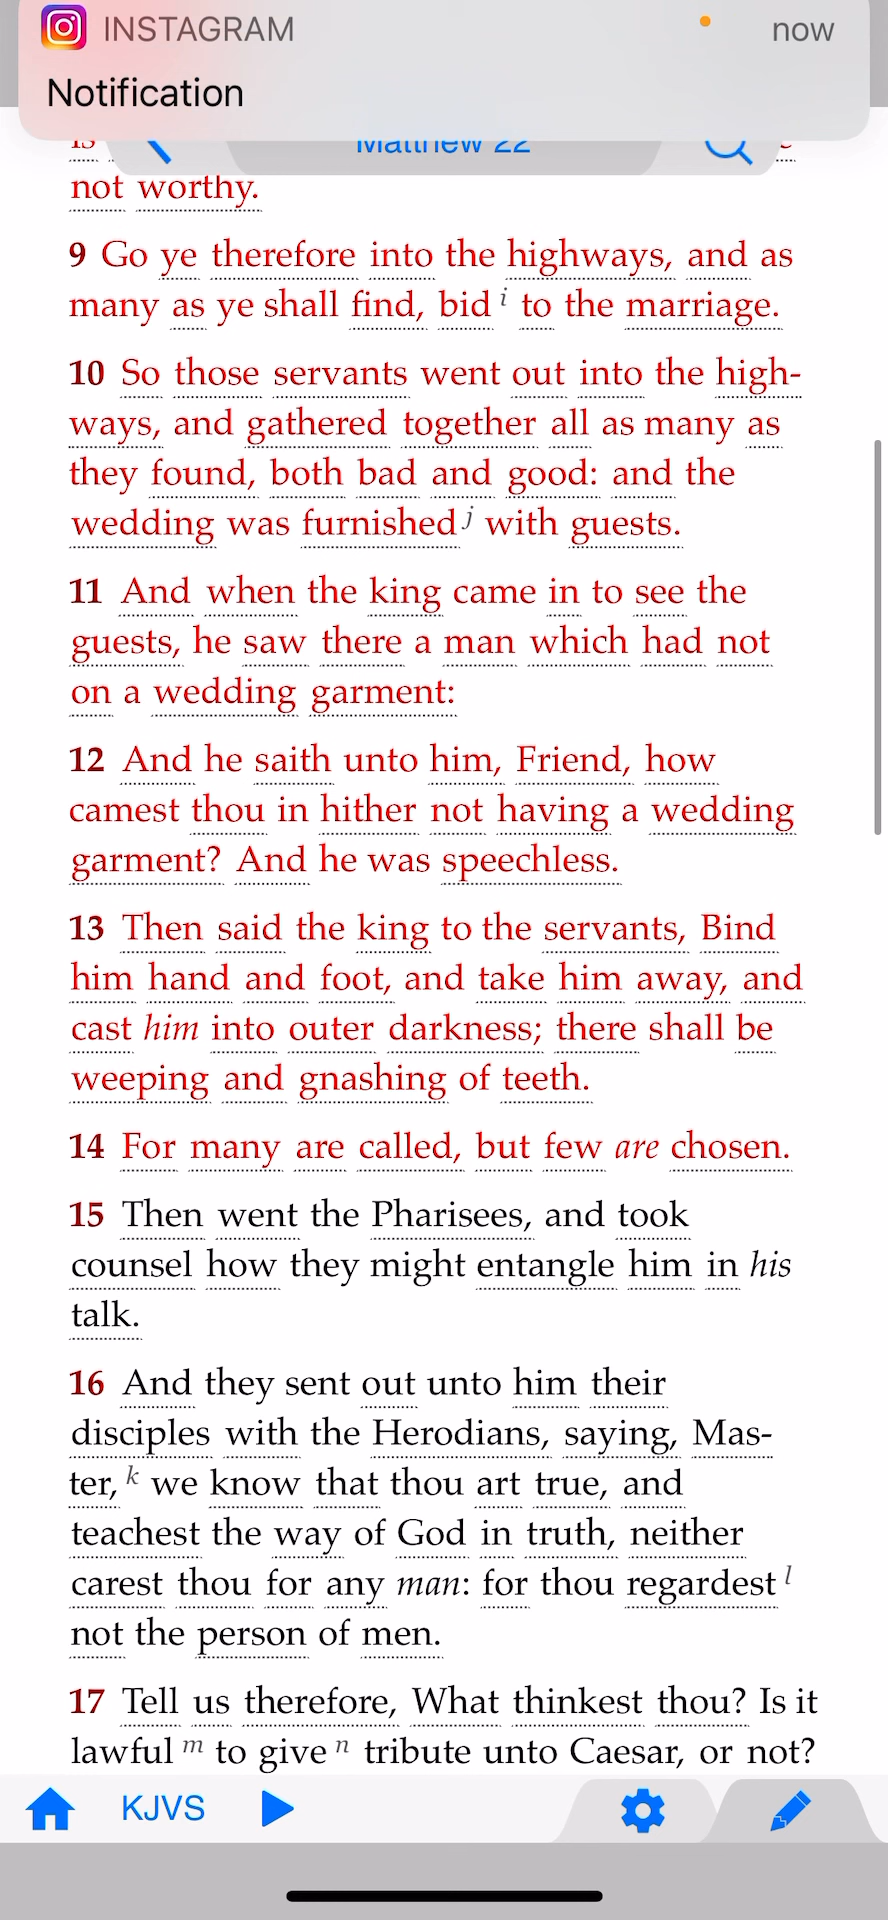 INSTAGRAM now
Notification
Matthew 22
not worthy.
9 Go ye therefore into the highways, and as
many as ye shall find, bid i to the marriage.
10 So those servants went out into the high-
ways, and gathered together all as many as
they found, both bad and good: and the
wedding was furnished j with guests.
11 And when the king came in to see the
guests, he saw there a man which had not
on a wedding garment:
12 And he saith unto him, Friend, how
camest thou in hither not having a wedding
garment? And he was speechless.
13 Then said the king to the servants, Bind
him hand and foot, and take him away, and
cast him into outer darkness; there shall be
weeping and gnashing of teeth.
14 For many are called, but few are chosen.
15 Then went the Pharisees, and took
counsel how they might entangle him in his
talk.
16 And they sent out unto him their
disciples with the Herodians, saying, Mas-
ter, k we know that thou art true, and
teachest the way of God in truth, neither
carest thou for any man: for thou regardest l
not the person of men.
17 Tell us therefore, What thinkest thou? Is it
lawful m to give n tribute unto Caesar, or not?
KJVS